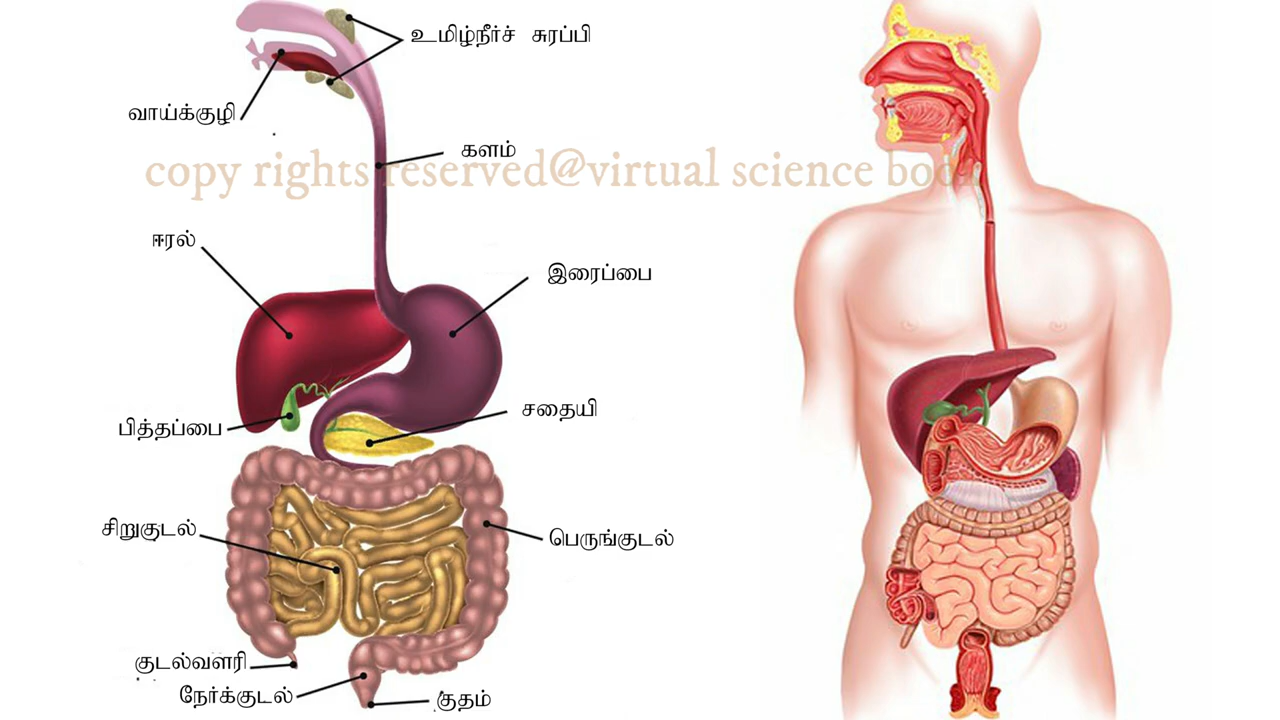 உமிழ்நீர்ச் சுரப்பி
வாய்க்குழி
களம்
copy rights reserved@virtual science book
ஈரல்
இரைப்பை
சதையி
பித்தப்பை
சிறுகுடல்
பெருங்குடல்
குடல்வளரி
நேர்க்குடல்
குதம்